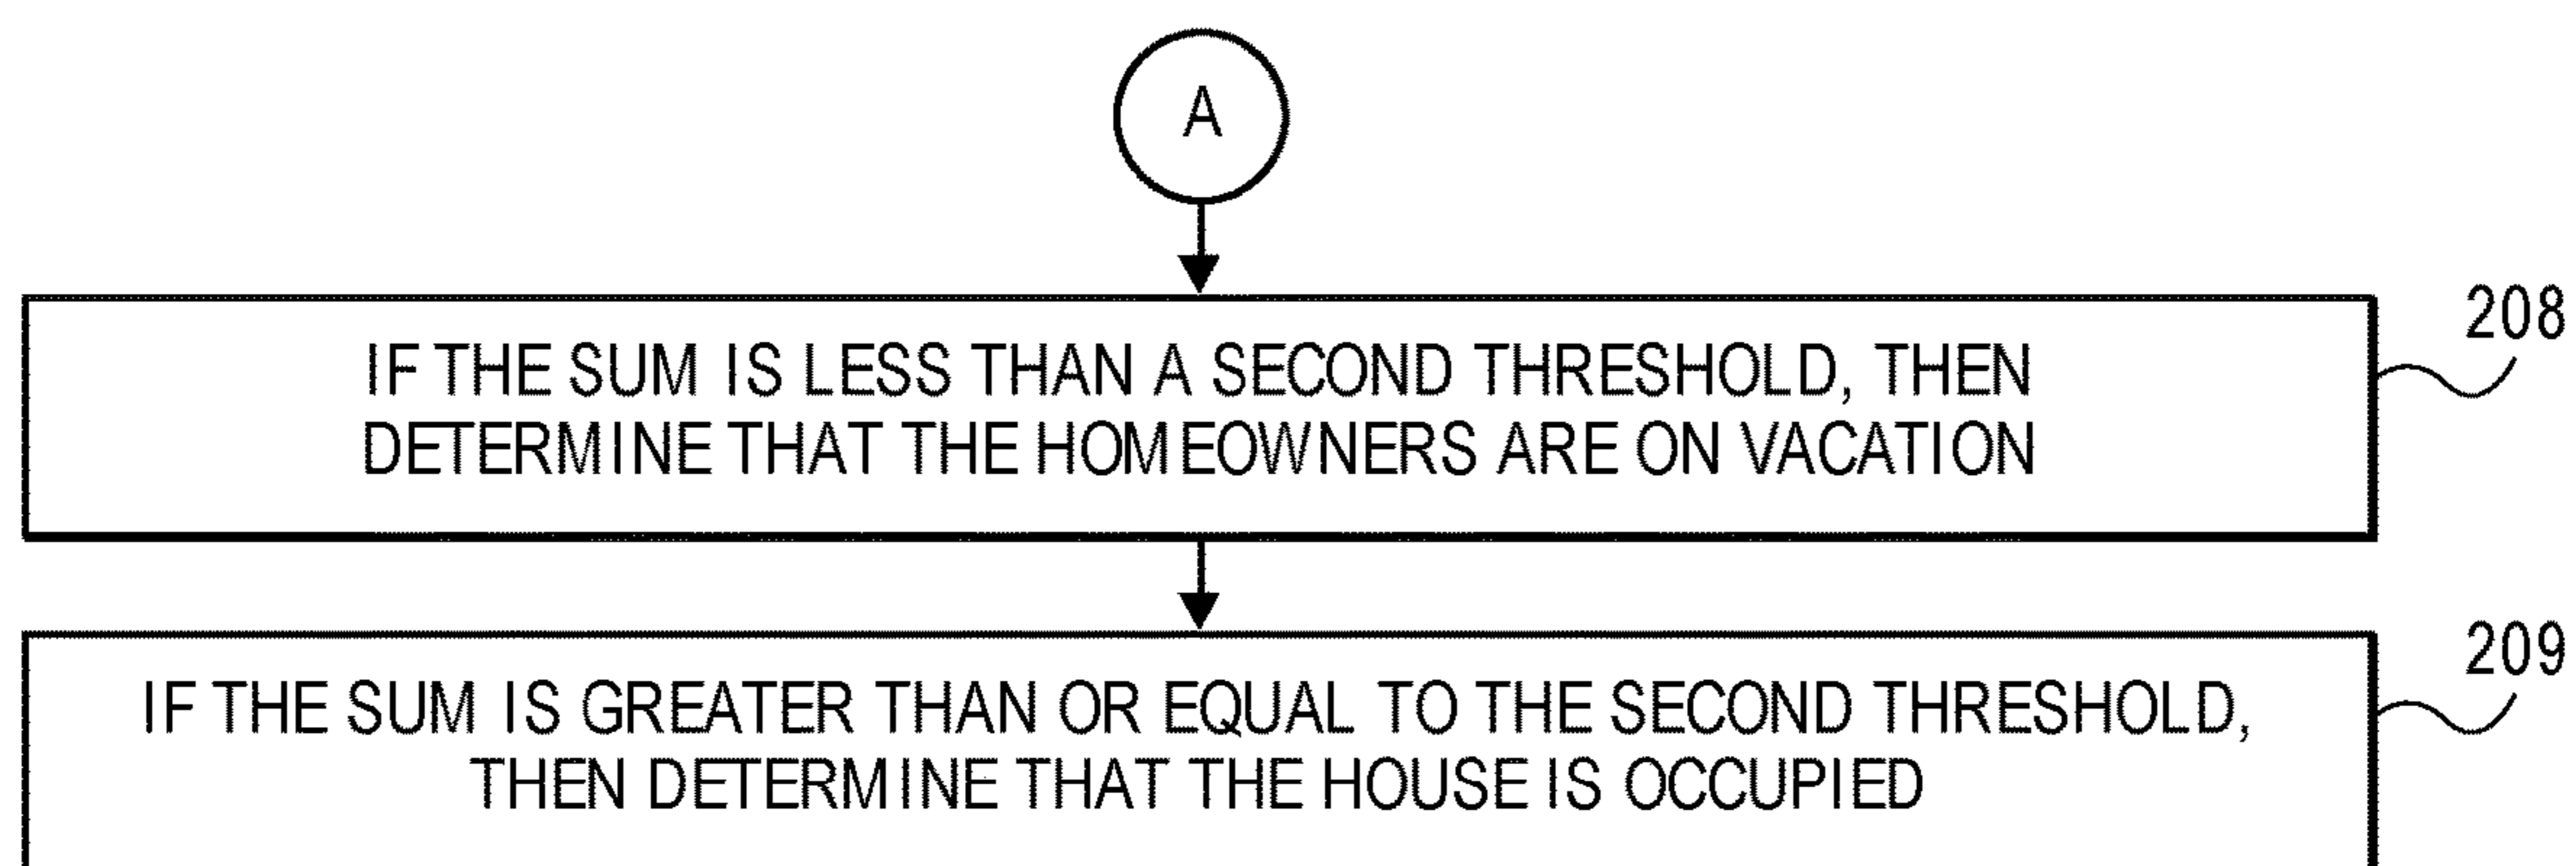 A
208
IF THE SUM IS LESS THAN A SECOND THRESHOLD, THEN
DETERMINE THAT THE HOMEOWNERS ARE ON VACATION
209
IF THE SUM IS GREATER THAN OR EQUAL TO THE SECOND THRESHOLD,
THEN DETERMINE THAT THE HOUSE IS OCCUPIED